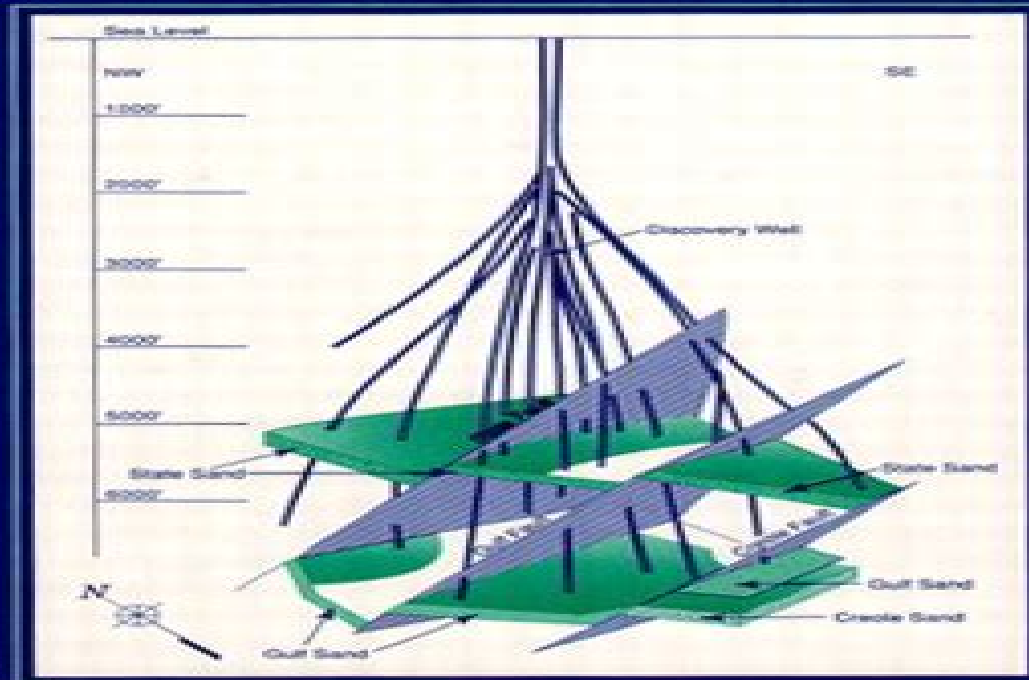 Sea Level
NW
SE
1000'
2000'
Discovery Well
3000'
4000'
5000'
State Sand
State Sand
6000'
Fault
N
Gulf Sand
Creole Sand
Gulf Sand